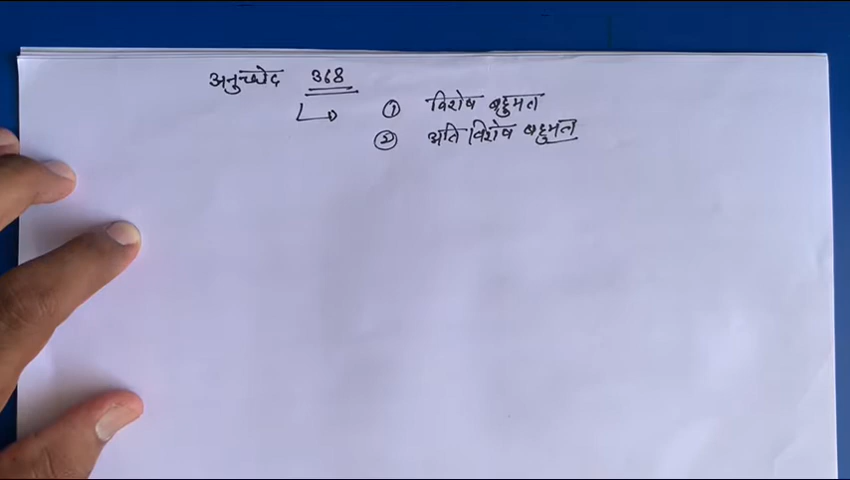 अनुच्छेद 368
① विशेष बहुमत
② अति विशेष बहुमत